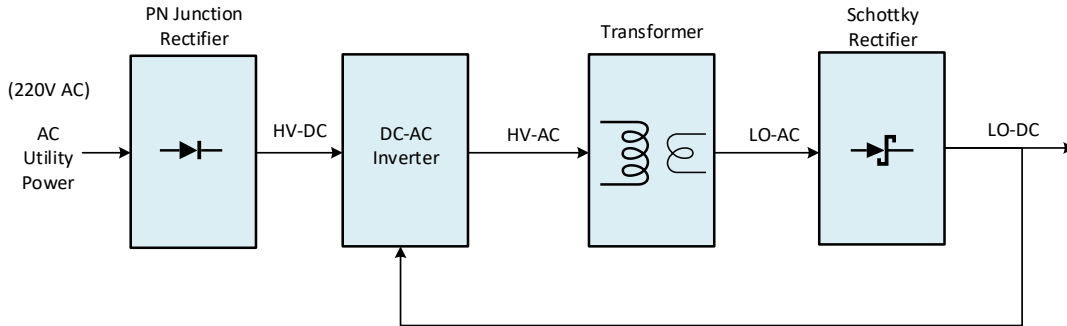 PN Junction
Rectifier
Transformer
Schottky
Rectifier
(220V AC)
AC
Utility
Power
HV-DC
DC-AC
Inverter
HV-AC
LO-AC
LO-DC